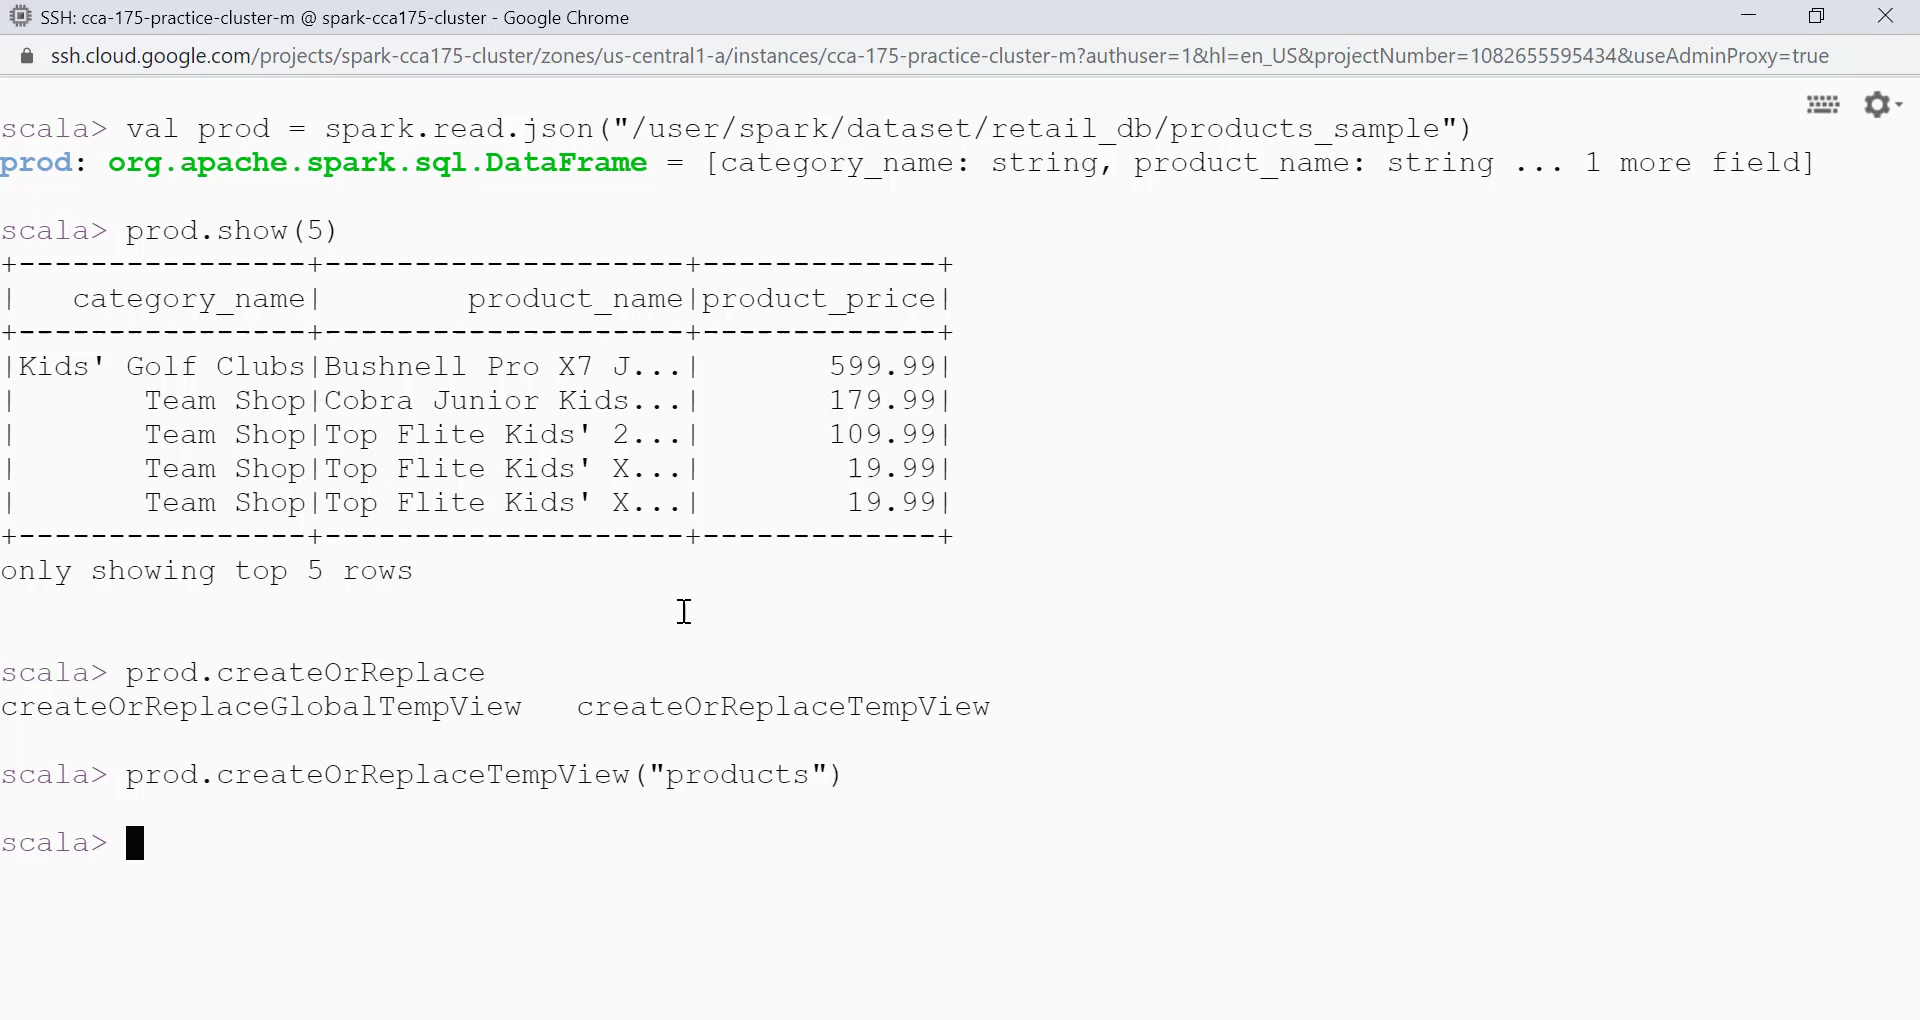 SSH: cca-175-practice-cluster-m @ spark-cca175-cluster - Google Chrome
ssh.cloud.google.com/projects/spark-cca175-cluster/zones/us-central1-a/instances/cca-175-practice-cluster-m?authuser=1&hl=en_US&projectNumber=1082655595434&useAdminProxy=true
scala> val prod = spark.read.json("/user/spark/dataset/retail_db/products_sample")
prod: org.apache.spark.sql.DataFrame = [category_name: string, product_name: string ... 1 more field]
scala> prod.show(5)
+----------------+--------------------+-------------+
|   category_name|        product_name|product_price|
+----------------+--------------------+-------------+
|Kids' Golf Clubs|Bushnell Pro X7 J...|       599.99|
|       Team Shop|Cobra Junior Kids...|       179.99|
|       Team Shop|Top Flite Kids' 2...|       109.99|
|       Team Shop|Top Flite Kids' X...|        19.99|
|       Team Shop|Top Flite Kids' X...|        19.99|
+----------------+--------------------+-------------+
only showing top 5 rows
scala> prod.createOrReplace
createOrReplaceGlobalTempView   createOrReplaceTempView
scala> prod.createOrReplaceTempView("products")
scala>